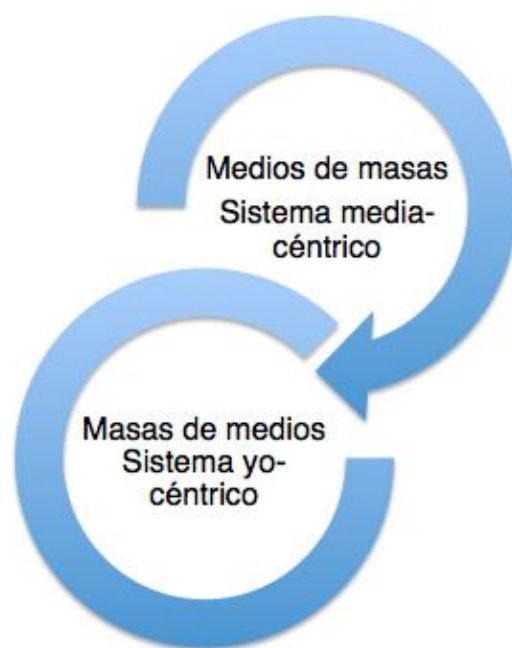 Medios de masas
Sistema media-
céntrico
Masas de medios
Sistema yo-
céntrico